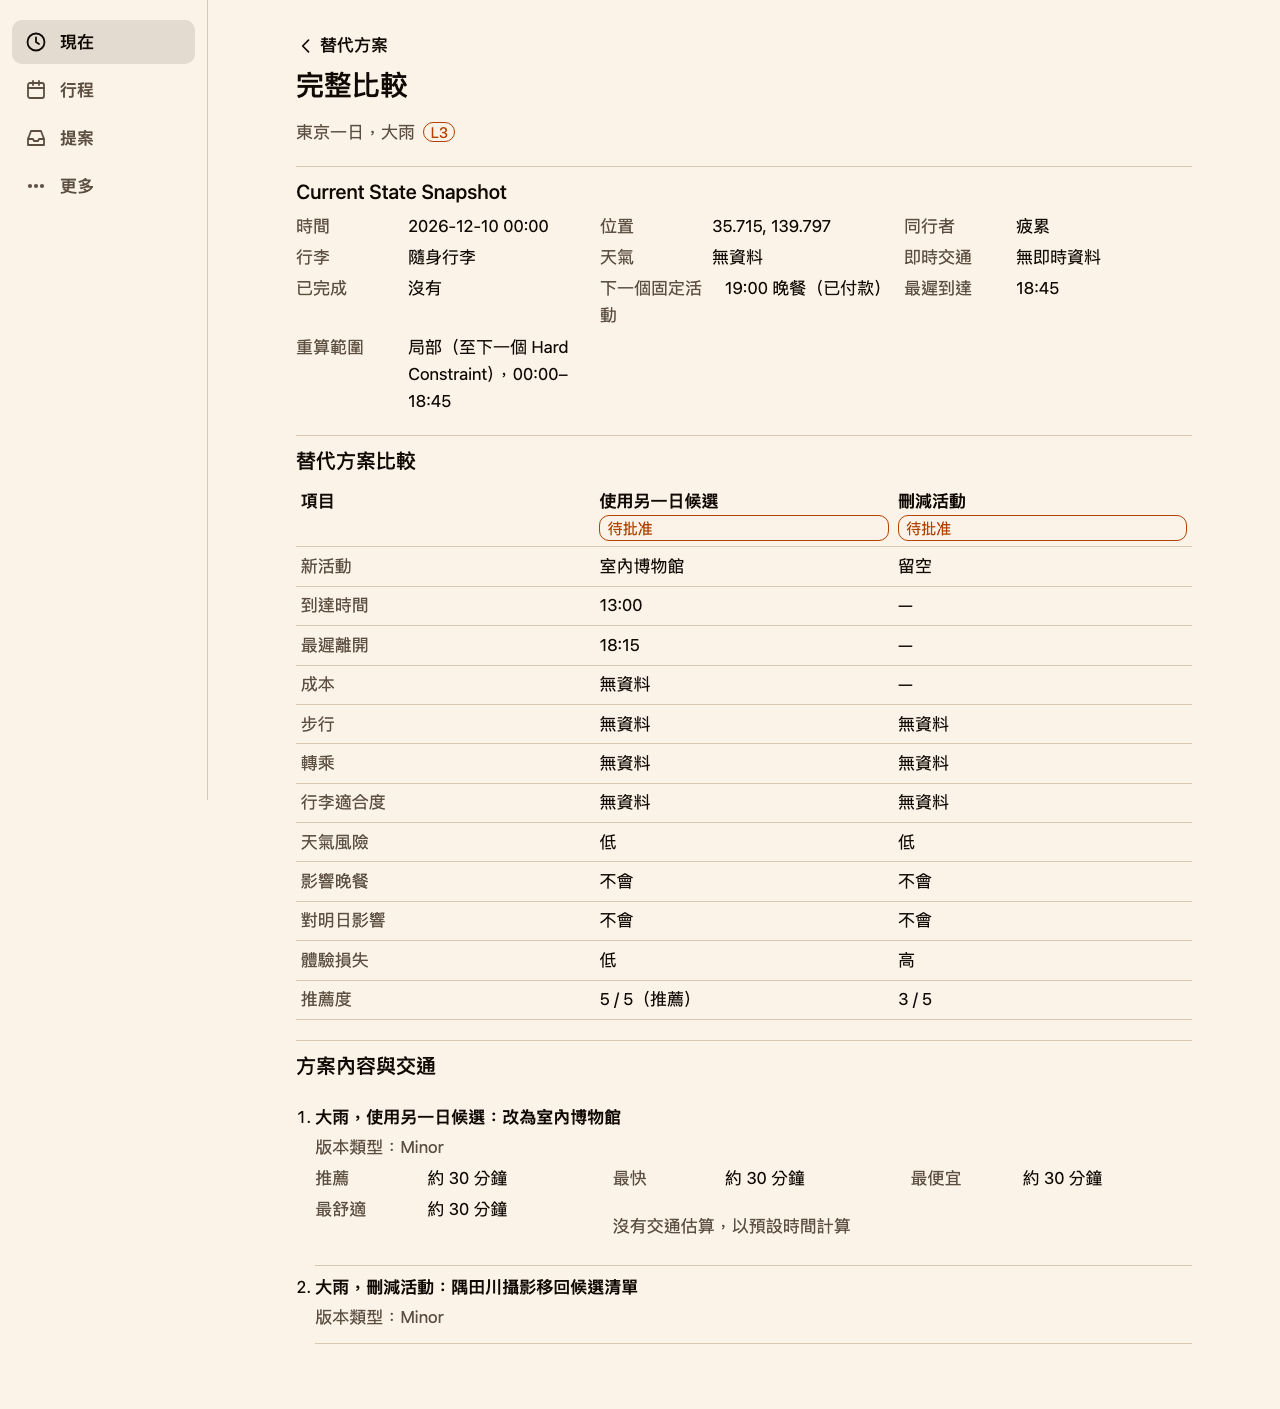 現在
行程
提案
更多
替代方案
完整比較
東京一日，大雨 L3
Current State Snapshot
時間 2026-12-10 00:00 位置 35.715, 139.797 同行者 疲累
行李 隨身行李 天氣 無資料 即時交通 無即時資料
已完成 沒有 下一個固定活動 19:00 晚餐（已付款） 最遲到達 18:45
重算範圍 局部（至下一個 Hard
Constraint），00:00–
18:45
替代方案比較
項目 使用另一日候選 刪減活動
待批准 待批准
新活動 室內博物館 留空
到達時間 13:00 —
最遲離開 18:15 —
成本 無資料 —
步行 無資料 無資料
轉乘 無資料 無資料
行李適合度 無資料 無資料
天氣風險 低 低
影響晚餐 不會 不會
對明日影響 不會 不會
體驗損失 低 高
推薦度 5 / 5（推薦） 3 / 5
方案內容與交通
1. 大雨，使用另一日候選：改為室內博物館
版本類型：Minor
推薦 約 30 分鐘 最快 約 30 分鐘 最便宜 約 30 分鐘
最舒適 約 30 分鐘
沒有交通估算，以預設時間計算
2. 大雨，刪減活動：隅田川攝影移回候選清單
版本類型：Minor